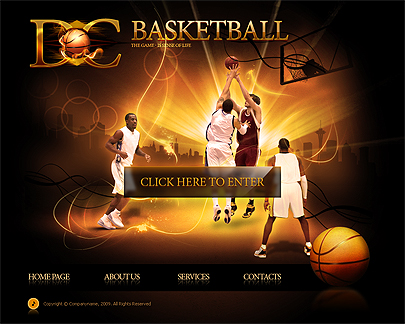 DC
BASKETBALL
THE GAME - IS SENSE OF LIFE
CLICK HERE TO ENTER
HOME PAGE ABOUT US SERVICES CONTACTS
Copyright © Companyname, 2009. All Rights Reserved